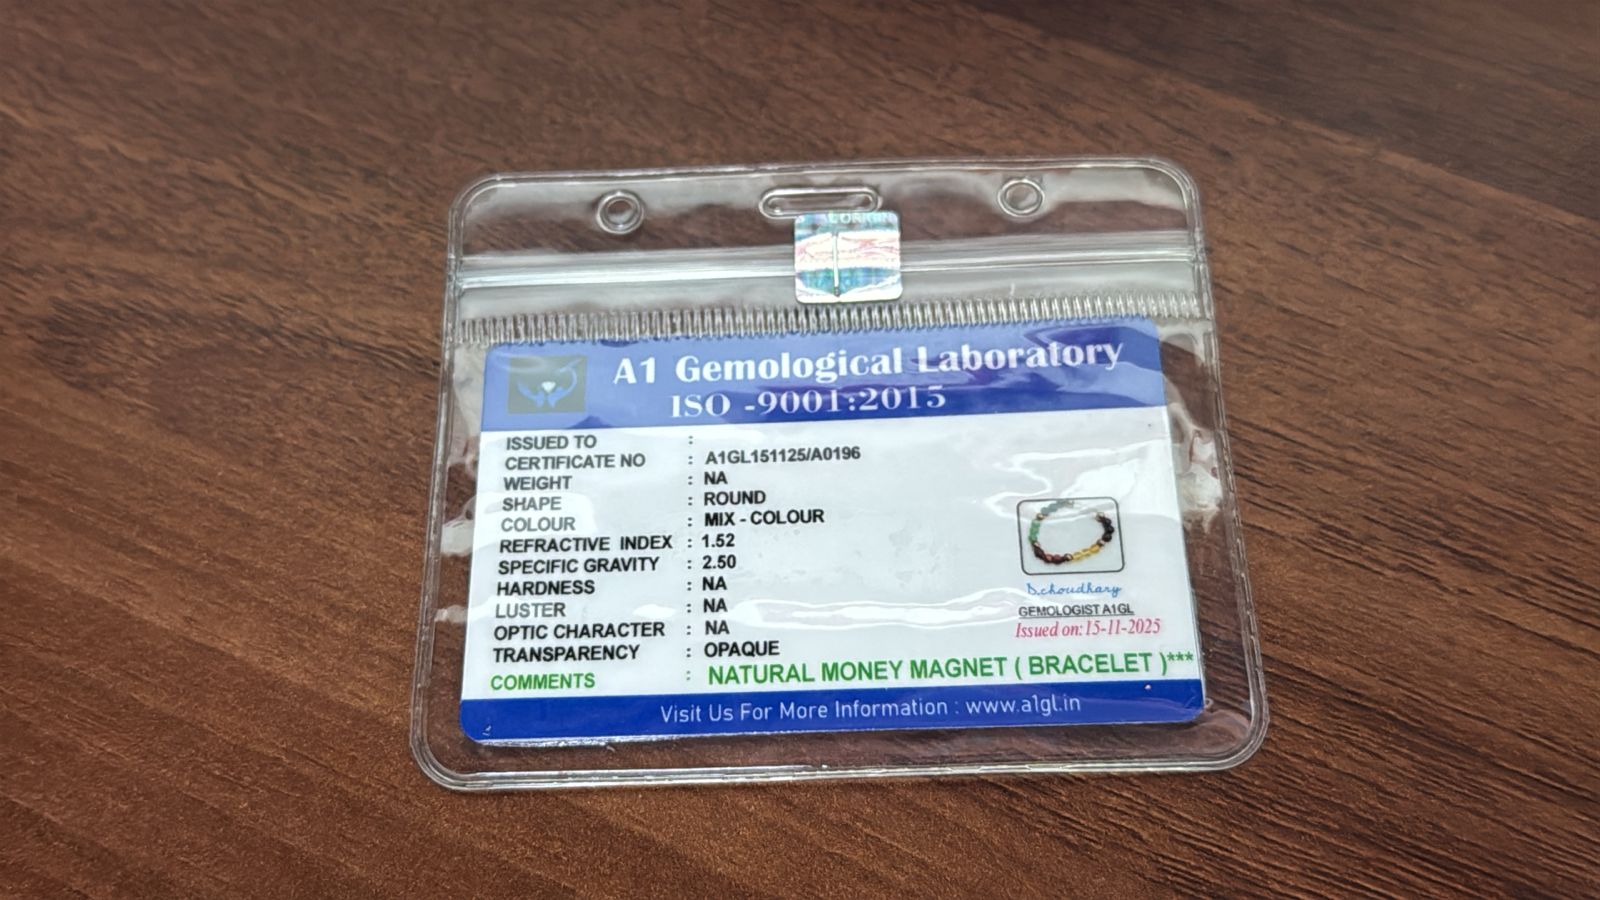 AL ORIGIN
A1 Gemological Laboratory
ISO -9001:2015
ISSUED TO :
CERTIFICATE NO : A1GL151125/A0196
WEIGHT : NA
SHAPE : ROUND
COLOUR : MIX - COLOUR
REFRACTIVE INDEX : 1.52
SPECIFIC GRAVITY : 2.50
HARDNESS : NA
LUSTER : NA
OPTIC CHARACTER : NA
TRANSPARENCY : OPAQUE
COMMENTS : NATURAL MONEY MAGNET ( BRACELET )***
D.choudhary
GEMOLOGIST A1GL
Issued on:15-11-2025
Visit Us For More Information : www.a1gl.in